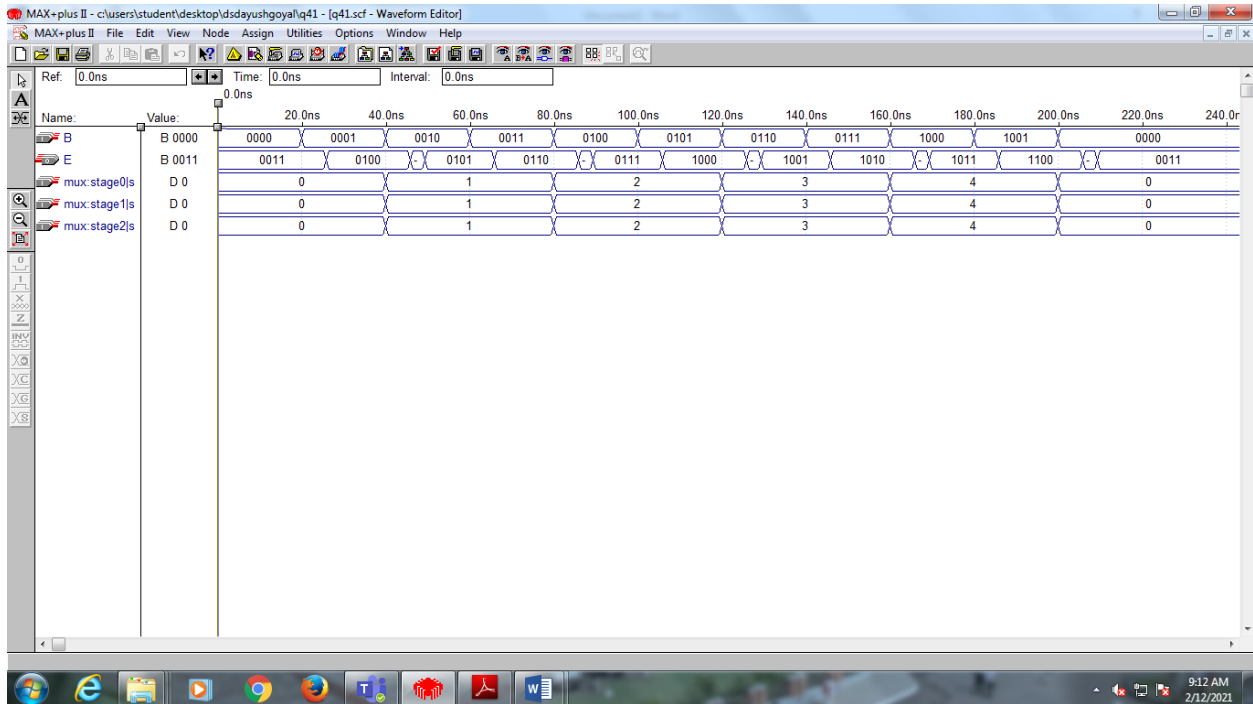 MAX+plus II - c:\users\student\desktop\dsdayushgoyal\q41 - [q41.scf - Waveform Editor]
MAX+plus II File Edit View Node Assign Utilities Options Window Help
Ref: 0.0ns Time: 0.0ns Interval: 0.0ns
0.0ns
Name: Value: 20.0ns 40.0ns 60.0ns 80.0ns 100.0ns 120.0ns 140.0ns 160.0ns 180.0ns 200.0ns 220.0ns 240.0n
B B 0000 0000 0001 0010 0011 0100 0101 0110 0111 1000 1001 0000
E B 0011 0011 0100 - 0101 0110 - 0111 1000 - 1001 1010 - 1011 1100 - 0011
mux:stage0|s D 0 0 1 2 3 4 0
mux:stage1|s D 0 0 1 2 3 4 0
mux:stage2|s D 0 0 1 2 3 4 0
9:12 AM
2/12/2021